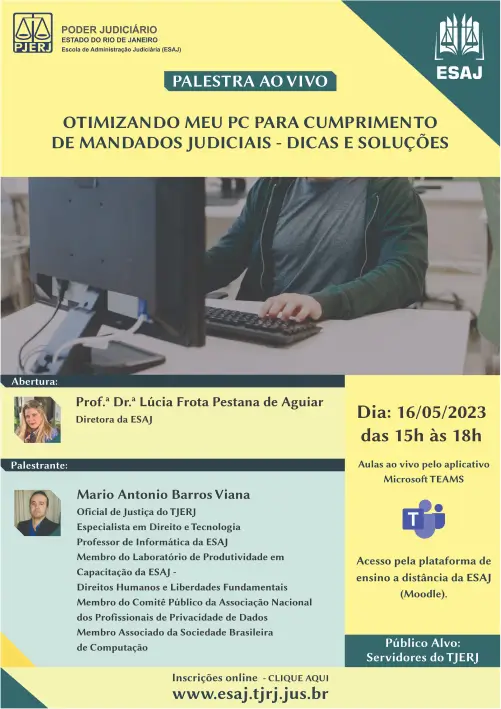 PJERJ
PODER JUDICIÁRIO
ESTADO DO RIO DE JANEIRO
Escola de Administração Judiciária (ESAJ)
ESAJ
PALESTRA AO VIVO
OTIMIZANDO MEU PC PARA CUMPRIMENTO
DE MANDADOS JUDICIAIS - DICAS E SOLUÇÕES
Abertura:
Prof.ª Dr.ª Lúcia Frota Pestana de Aguiar
Diretora da ESAJ
Palestrante:
Mario Antonio Barros Viana
Oficial de Justiça do TJERJ
Especialista em Direito e Tecnologia
Professor de Informática da ESAJ
Membro do Laboratório de Produtividade em
Capacitação da ESAJ -
Direitos Humanos e Liberdades Fundamentais
Membro do Comitê Público da Associação Nacional
dos Profissionais de Privacidade de Dados
Membro Associado da Sociedade Brasileira
de Computação
Dia: 16/05/2023
das 15h às 18h
Aulas ao vivo pelo aplicativo
Microsoft TEAMS
T
Acesso pela plataforma de
ensino a distância da ESAJ
(Moodle).
Público Alvo:
Servidores do TJERJ
Inscrições online - CLIQUE AQUI
www.esaj.tjrj.jus.br